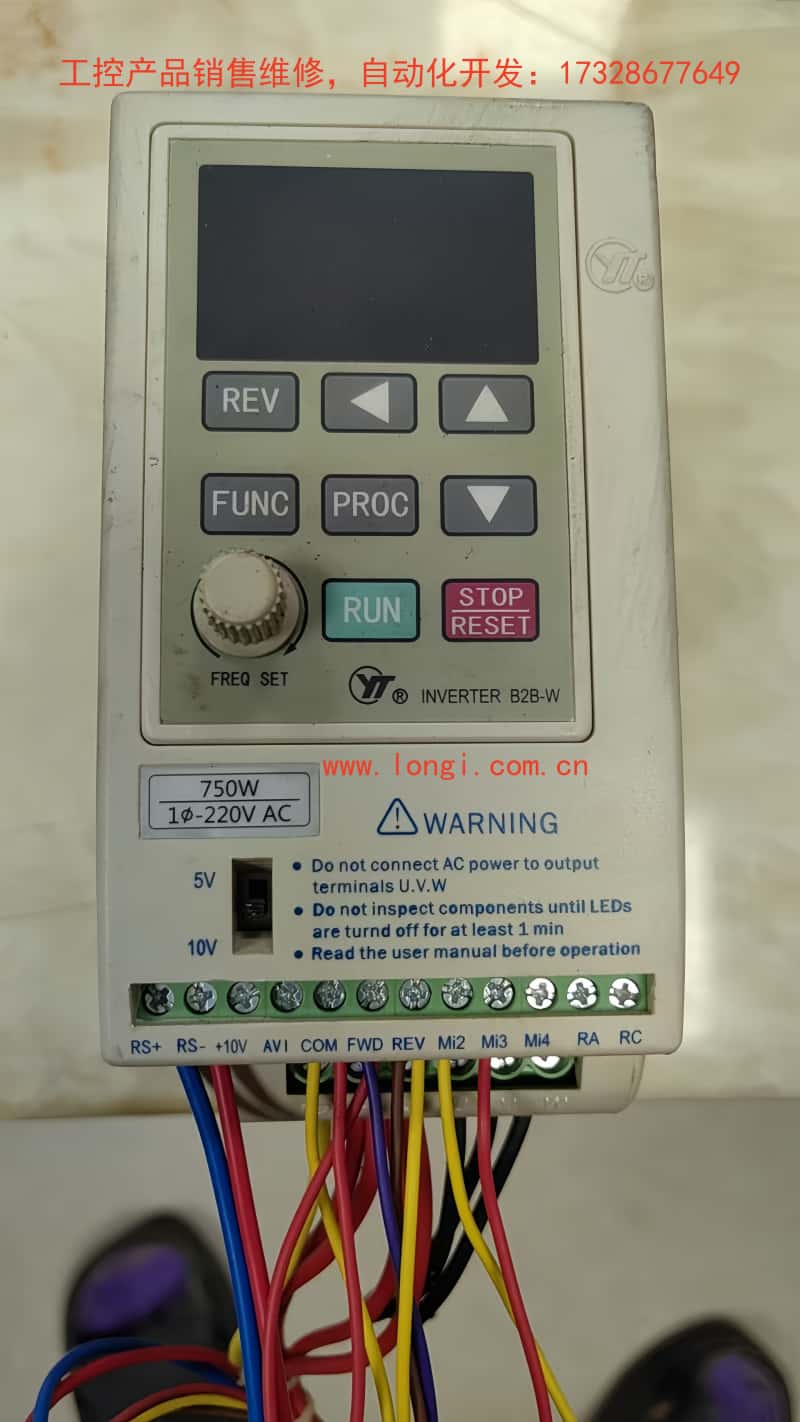 工控产品销售维修，自动化开发：17328677649
YT®
REV
FUNC
PROC
RUN
STOP
RESET
FREQ SET
YT® INVERTER B2B-W
www.longi.com.cn
750W
1ϕ-220V AC
WARNING
5V
10V
• Do not connect AC power to output
terminals U.V.W
• Do not inspect components until LEDs
are turnd off for at least 1 min
• Read the user manual before operation
RS+ RS- +10V AVI COM FWD REV Mi2 Mi3 Mi4 RA RC